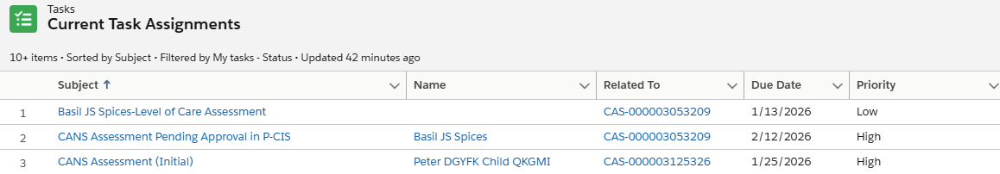 Tasks
Current Task Assignments
10+ items • Sorted by Subject • Filtered by My tasks - Status • Updated 42 minutes ago
Subject ↑ Name Related To Due Date Priority
1 Basil JS Spices-Level of Care Assessment CAS-000003053209 1/13/2026 Low
2 CANS Assessment Pending Approval in P-CIS Basil JS Spices CAS-000003053209 2/12/2026 High
3 CANS Assessment (Initial) Peter DGYFK Child QKGMI CAS-000003125326 1/25/2026 High